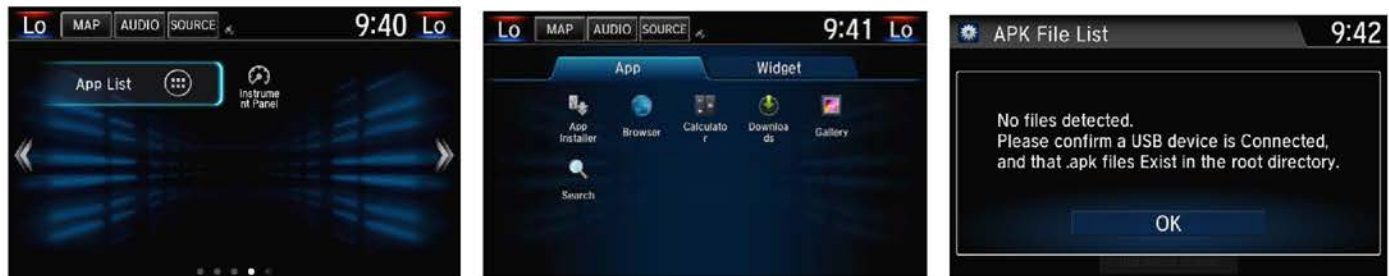 Lo MAP AUDIO SOURCE 9:40 Lo
App List
Instrume
nt Panel
Lo MAP AUDIO SOURCE 9:41 Lo
App Widget
App
Installer
Browser
Calculato
r
Downloa
ds
Gallery
Search
APK File List 9:42
No files detected.
Please confirm a USB device is Connected,
and that .apk files Exist in the root directory.
OK